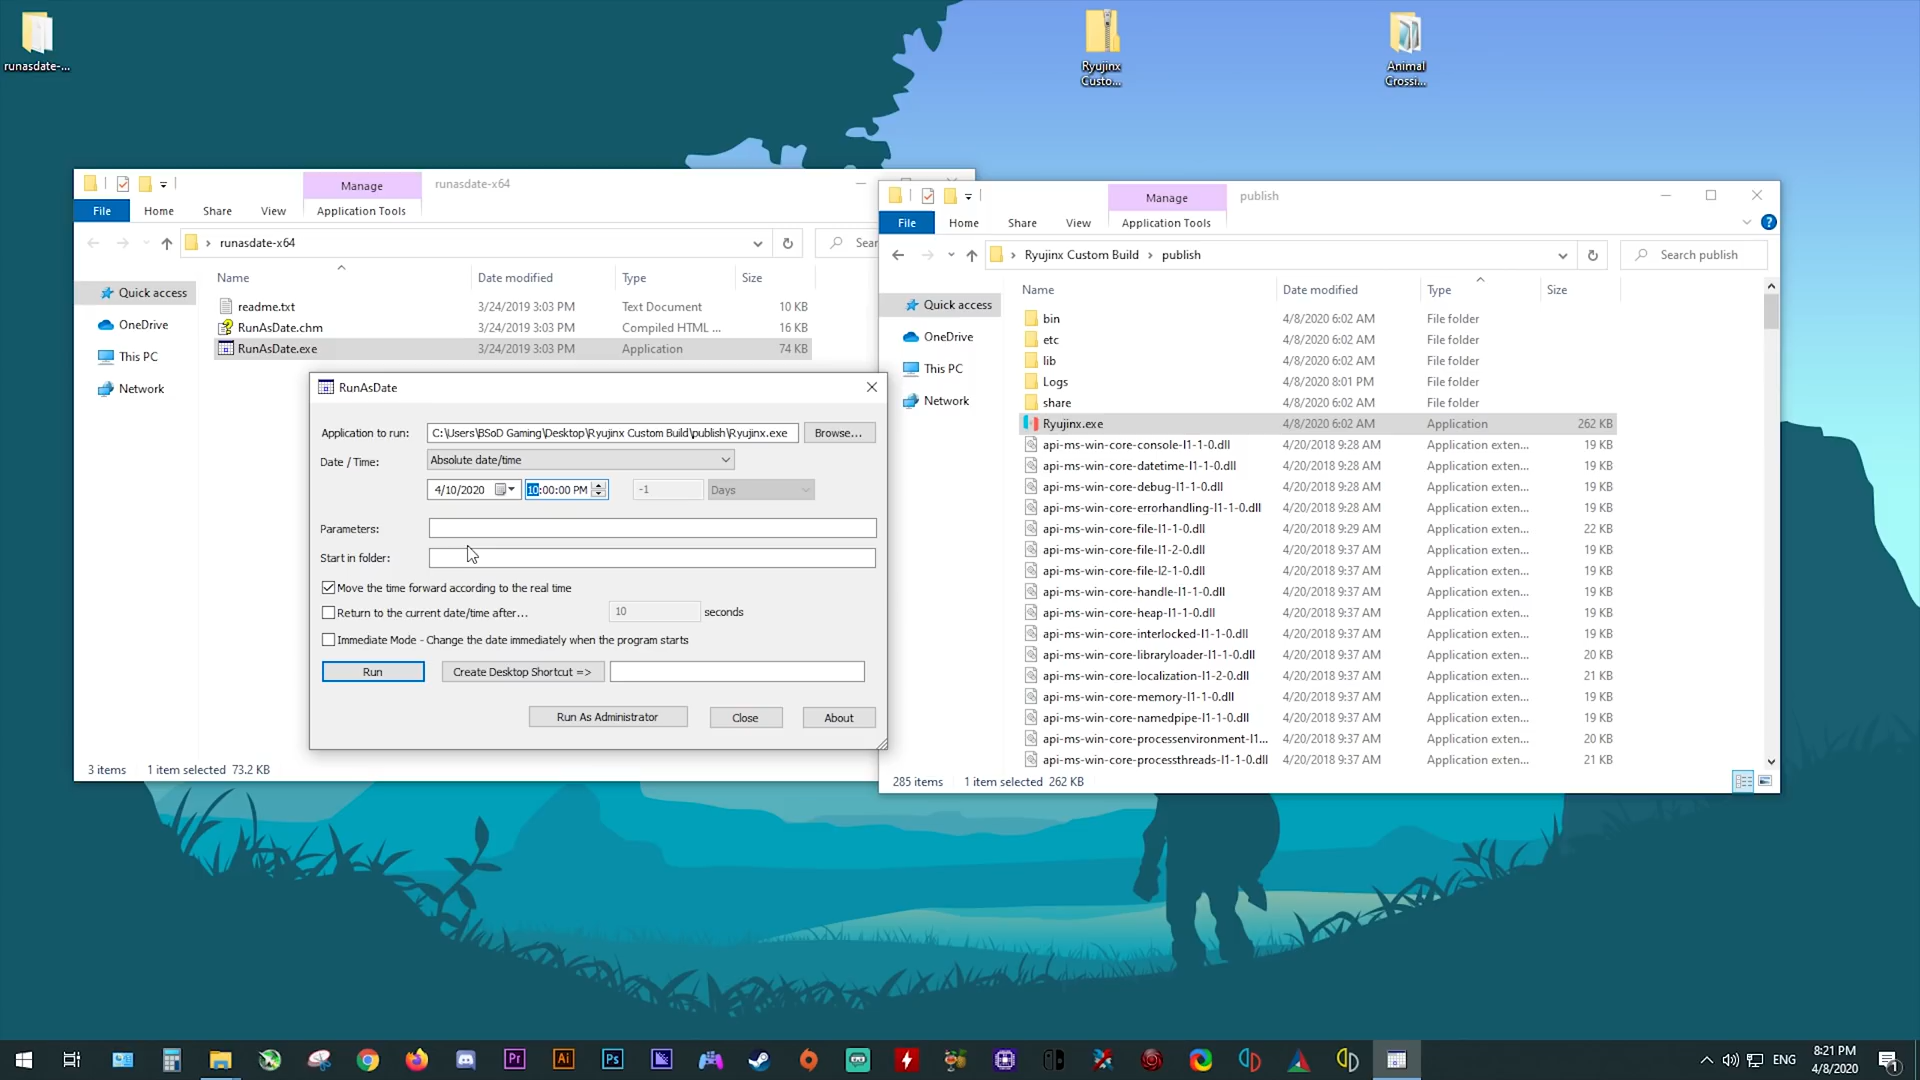 runasdate-...
Ryujinx
Custo...
Animal
Crossi...
Manage
runasdate-x64
File
Home
Share
View
Application Tools
runasdate-x64
Sear
Name
Date modified
Type
Size
Quick access
OneDrive
This PC
Network
readme.txt
3/24/2019 3:03 PM
Text Document
10 KB
RunAsDate.chm
3/24/2019 3:03 PM
Compiled HTML ...
16 KB
RunAsDate.exe
3/24/2019 3:03 PM
Application
74 KB
3 items
1 item selected 73.2 KB
RunAsDate
Application to run:
C:\Users\BSoD Gaming\Desktop\Ryujinx Custom Build\publish\Ryujinx.exe
Browse...
Date / Time:
Absolute date/time
4/10/2020
10:00:00 PM
-1
Days
Parameters:
Start in folder:
Move the time forward according to the real time
Return to the current date/time after...
10
seconds
Immediate Mode - Change the date immediately when the program starts
Run
Create Desktop Shortcut =>
Run As Administrator
Close
About
Manage
publish
File
Home
Share
View
Application Tools
Ryujinx Custom Build
publish
Search publish
Name
Date modified
Type
Size
Quick access
OneDrive
This PC
Network
bin 4/8/2020 6:02 AM File folder
etc 4/8/2020 6:02 AM File folder
lib 4/8/2020 6:02 AM File folder
Logs 4/8/2020 8:01 PM File folder
share 4/8/2020 6:02 AM File folder
Ryujinx.exe 4/8/2020 6:02 AM Application 262 KB
api-ms-win-core-console-l1-1-0.dll 4/20/2018 9:28 AM Application exten... 19 KB
api-ms-win-core-datetime-l1-1-0.dll 4/20/2018 9:28 AM Application exten... 19 KB
api-ms-win-core-debug-l1-1-0.dll 4/20/2018 9:28 AM Application exten... 19 KB
api-ms-win-core-errorhandling-l1-1-0.dll 4/20/2018 9:28 AM Application exten... 19 KB
api-ms-win-core-file-l1-1-0.dll 4/20/2018 9:29 AM Application exten... 22 KB
api-ms-win-core-file-l1-2-0.dll 4/20/2018 9:37 AM Application exten... 19 KB
api-ms-win-core-file-l2-1-0.dll 4/20/2018 9:37 AM Application exten... 19 KB
api-ms-win-core-handle-l1-1-0.dll 4/20/2018 9:37 AM Application exten... 19 KB
api-ms-win-core-heap-l1-1-0.dll 4/20/2018 9:37 AM Application exten... 19 KB
api-ms-win-core-interlocked-l1-1-0.dll 4/20/2018 9:37 AM Application exten... 19 KB
api-ms-win-core-libraryloader-l1-1-0.dll 4/20/2018 9:37 AM Application exten... 20 KB
api-ms-win-core-localization-l1-2-0.dll 4/20/2018 9:37 AM Application exten... 21 KB
api-ms-win-core-memory-l1-1-0.dll 4/20/2018 9:37 AM Application exten... 19 KB
api-ms-win-core-namedpipe-l1-1-0.dll 4/20/2018 9:37 AM Application exten... 19 KB
api-ms-win-core-processenvironment-l1... 4/20/2018 9:37 AM Application exten... 20 KB
api-ms-win-core-processthreads-l1-1-0.dll 4/20/2018 9:37 AM Application exten... 21 KB
285 items
1 item selected 262 KB
Pr
Ai
Ps
ENG
8:21 PM
4/8/2020
1